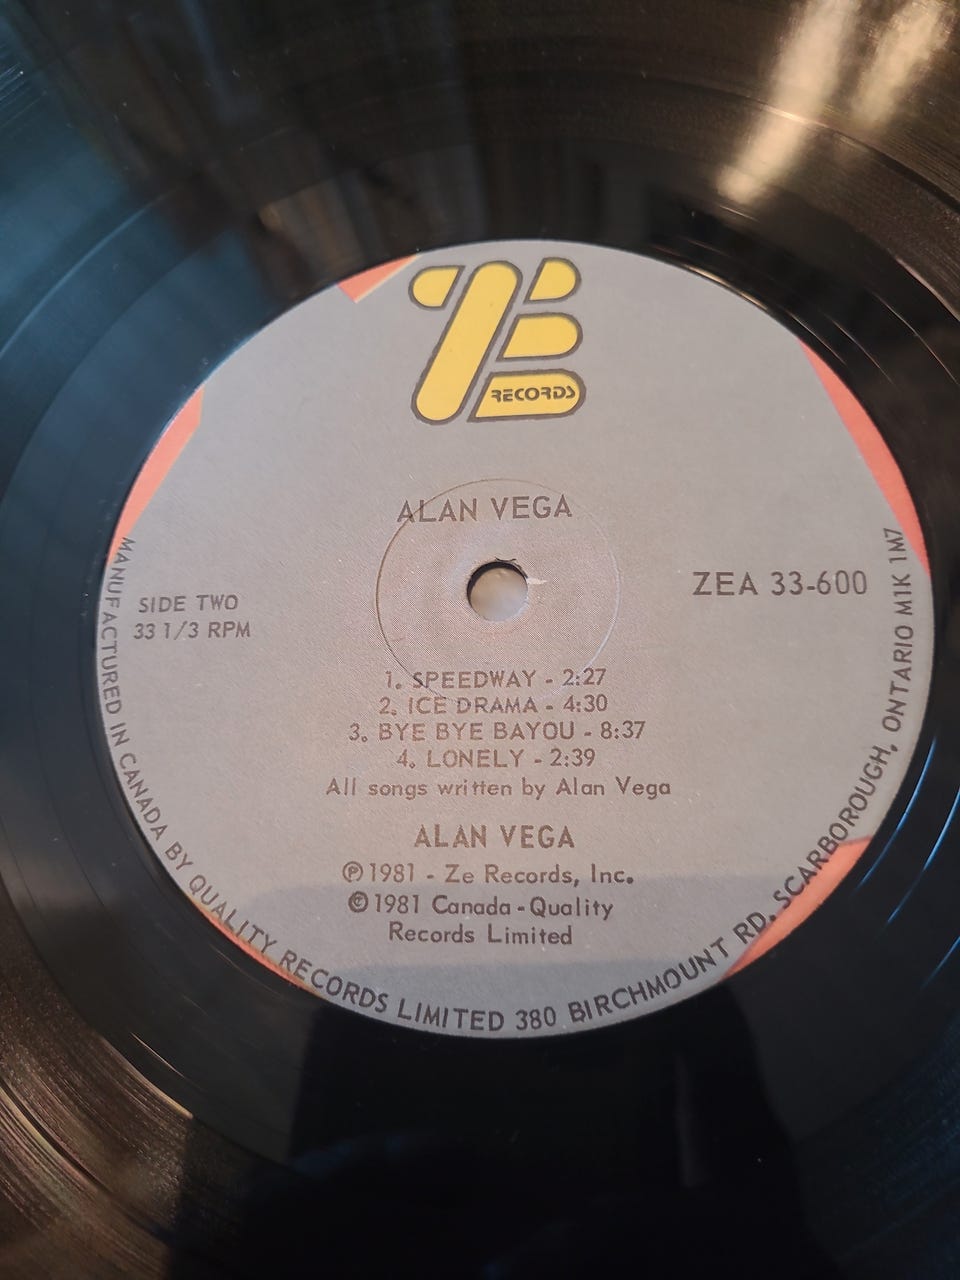 ZE
RECORDS
ALAN VEGA
SIDE TWO
33 1/3 RPM
ZEA 33-600
1. SPEEDWAY - 2:27
2. ICE DRAMA - 4:30
3. BYE BYE BAYOU - 8:37
4. LONELY - 2:39
All songs written by Alan Vega
ALAN VEGA
℗ 1981 - Ze Records, Inc.
© 1981 Canada - Quality
Records Limited
MANUFACTURED IN CANADA BY QUALITY RECORDS LIMITED 380 BIRCHMOUNT RD. SCARBOROUGH, ONTARIO M1K 1M7